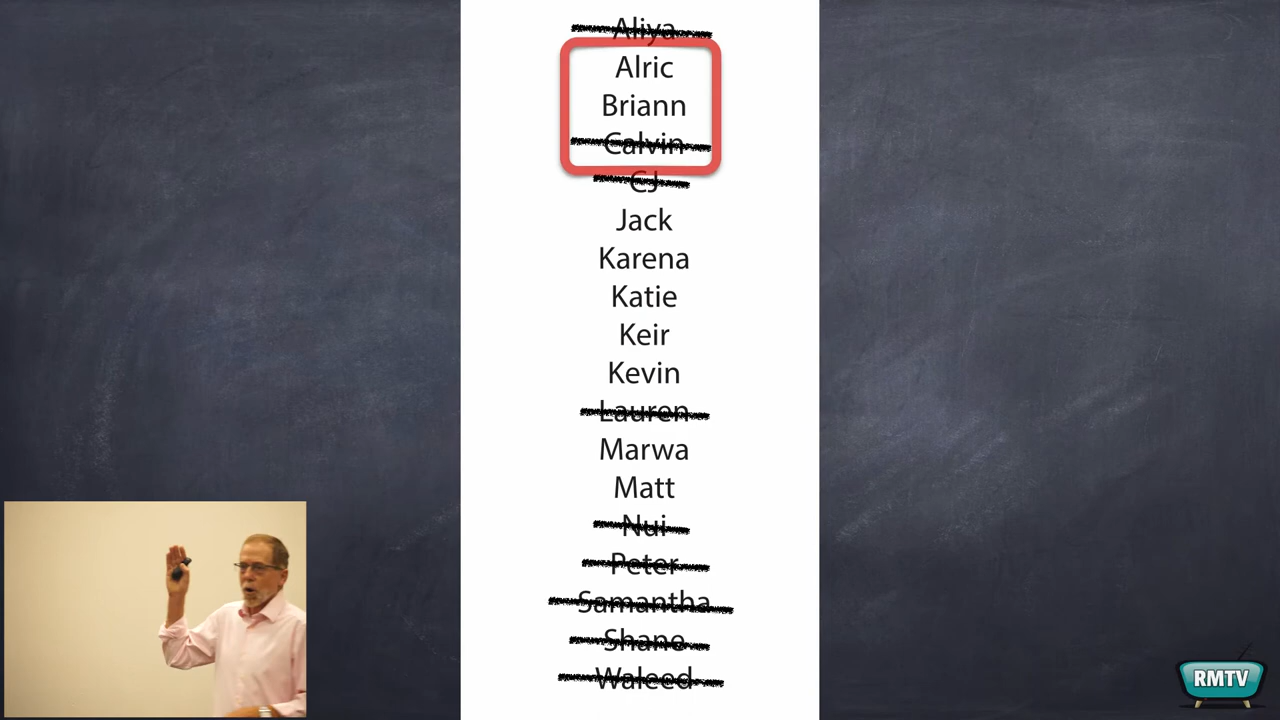 Aliya
Alric
Briann
Calvin
CJ
Jack
Karena
Katie
Keir
Kevin
Lauren
Marwa
Matt
Nui
Peter
Samantha
Shane
Waleed
RMTV